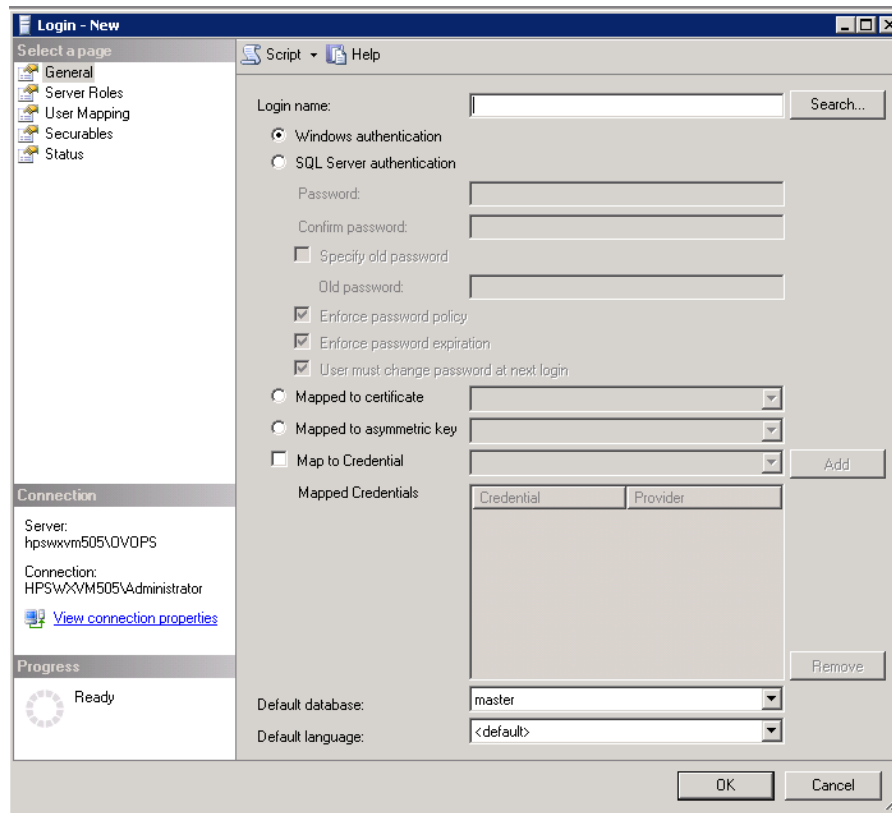 Login - New
Select a page
General
Server Roles
User Mapping
Securables
Status
Script
Help
Login name:
Search...
Windows authentication
SQL Server authentication
Password:
Confirm password:
Specify old password
Old password:
Enforce password policy
Enforce password expiration
User must change password at next login
Mapped to certificate
Mapped to asymmetric key
Map to Credential
Add
Mapped Credentials
Credential
Provider
Remove
Default database:
master
Default language:
<default>
Connection
Server:
hpswxvm505\OVOPS
Connection:
HPSWXVM505\Administrator
View connection properties
Progress
Ready
OK
Cancel